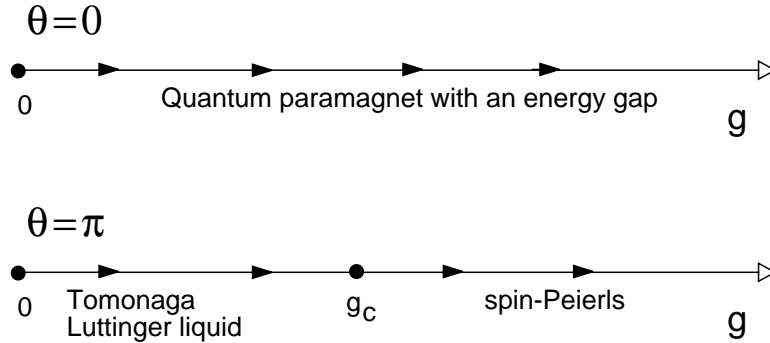 θ=0
0
Quantum paramagnet with an energy gap
g
θ=π
0
Tomonaga
Luttinger liquid
g_c
spin-Peierls
g